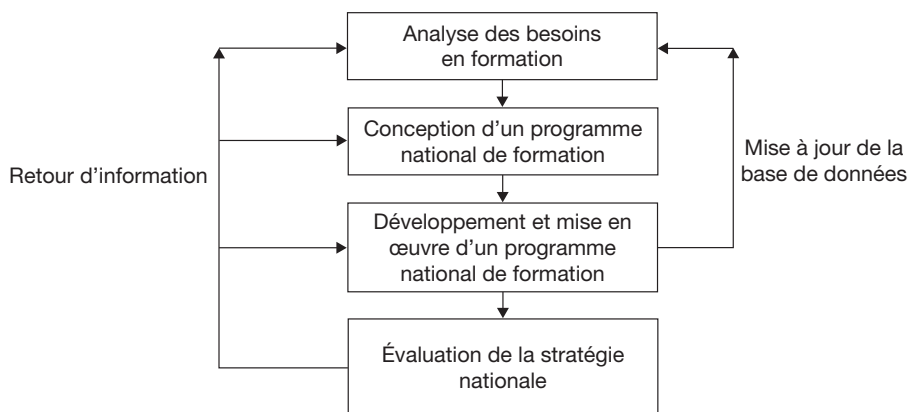 Analyse des besoins
en formation
Conception d’un programme
national de formation
Retour d’information
Mise à jour de la
base de données
Développement et mise en
œuvre d’un programme
national de formation
Évaluation de la stratégie
nationale